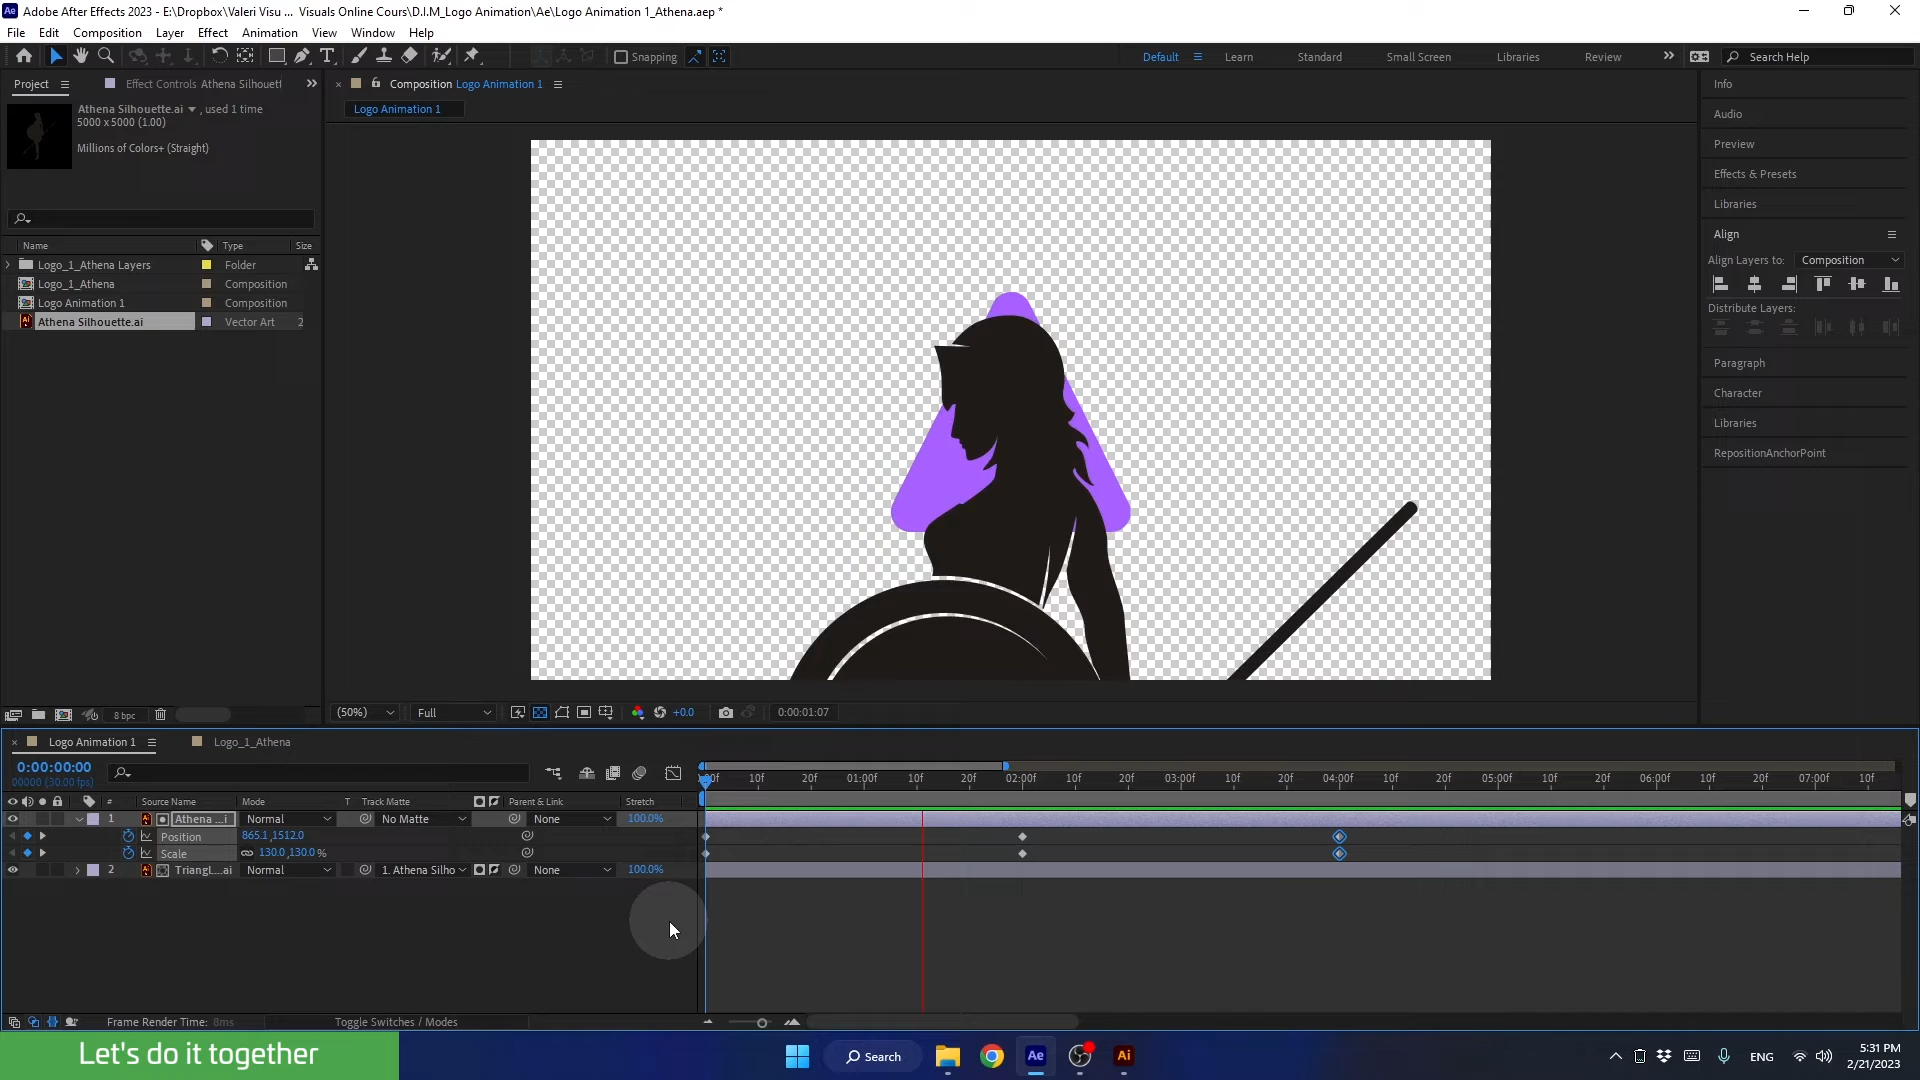 Adobe After Effects 2023 - E:\Dropbox\Valeri Visu ... Visuals Online Cours\D.I.M_Logo Animation\Ae\Logo Animation 1_Athena.aep *
File Edit Composition Layer Effect Animation View Window Help
Snapping Default Learn Standard Small Screen Libraries Review Search Help
Project Effect Controls Athena Silhouett
Composition Logo Animation 1
Info
Athena Silhouette.ai , used 1 time
5000 x 5000 (1.00)
Millions of Colors+ (Straight)
Logo Animation 1
Audio
Preview
Effects & Presets
Libraries
Align
Align Layers to: Composition
Distribute Layers:
Paragraph
Character
Libraries
RepositionAnchorPoint
Name Type Size
Logo_1_Athena Layers Folder
Logo_1_Athena Composition
Logo Animation 1 Composition
Athena Silhouette.ai Vector Art 2
8 bpc
(50%) Full +0.0 0:00:01:07
Logo Animation 1 Logo_1_Athena
0:00:00:00
00000 (30.00 fps)
:00f 10f 20f 01:00f 10f 20f 02:00f 10f 20f 03:00f 10f 20f 04:00f 10f 20f 05:00f 10f 20f 06:00f 10f 20f 07:00f 10f
# Source Name Mode T Track Matte Parent & Link Stretch
1 Athena ...i Normal No Matte None 100.0%
Position 865.1 ,1512.0
Scale 130.0 ,130.0 %
2 TriangL...ai Normal 1. Athena Silho None 100.0%
Frame Render Time: 8ms Toggle Switches / Modes
Let's do it together
Search
Ae
Ai
ENG
5:31 PM
2/21/2023